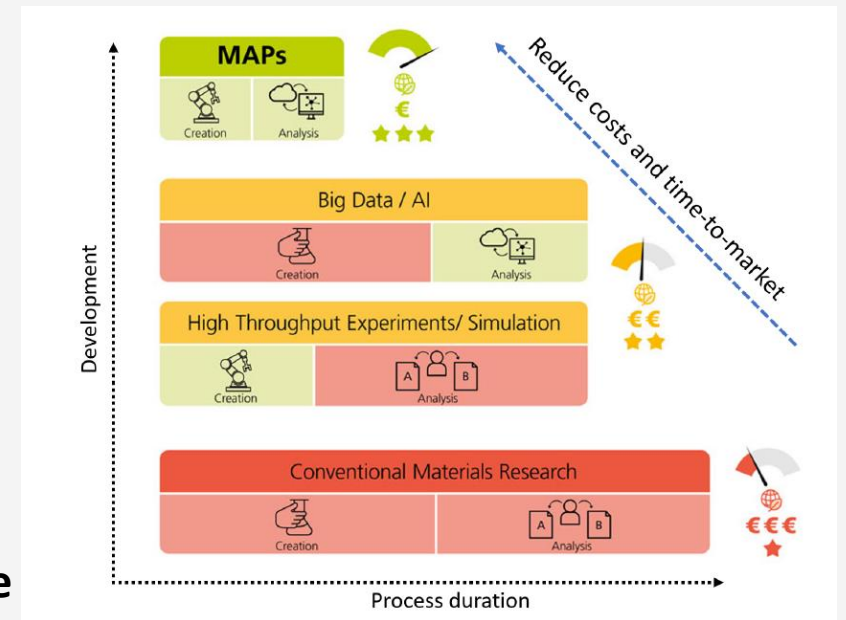 MAPs
Creation
Analysis
€
Reduce costs and time-to-market
Big Data / AI
Creation
Analysis
High Throughput Experiments/ Simulation
A
B
Creation
Analysis
€€
Conventional Materials Research
A
B
Creation
Analysis
€€€
Development
Process duration
e